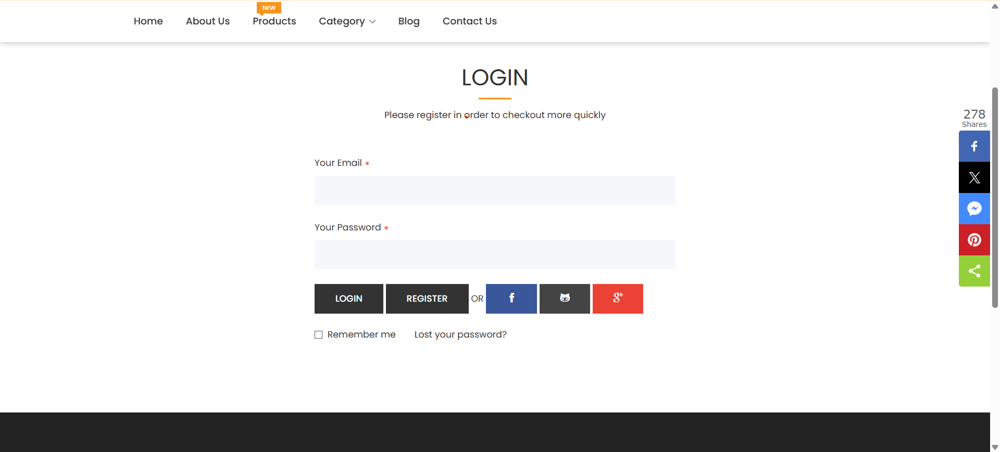 NEW
Home About Us Products Category Blog Contact Us
LOGIN
Please register in order to checkout more quickly
278
Shares
Your Email *
Your Password *
LOGIN REGISTER OR f g+
Remember me Lost your password?